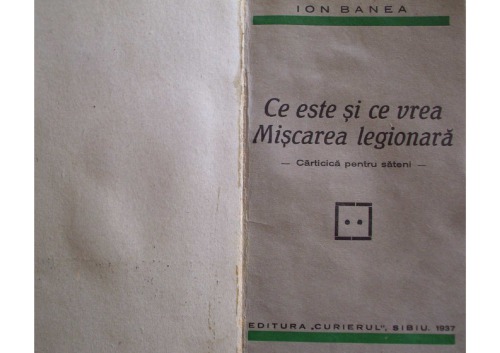 ION BANEA
Ce este și ce vrea
Mișcarea legionară
— Cărticică pentru săteni —
EDITURA „CURIERUL”, SIBIU. 1937